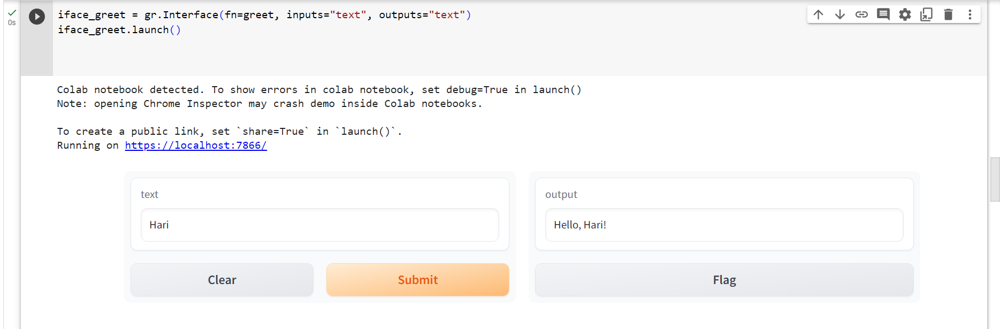 iface_greet = gr.Interface(fn=greet, inputs="text", outputs="text")
iface_greet.launch()
0s
Colab notebook detected. To show errors in colab notebook, set debug=True in launch()
Note: opening Chrome Inspector may crash demo inside Colab notebooks.
To create a public link, set `share=True` in `launch()`.
Running on https://localhost:7866/
text
Hari
Clear
Submit
output
Hello, Hari!
Flag